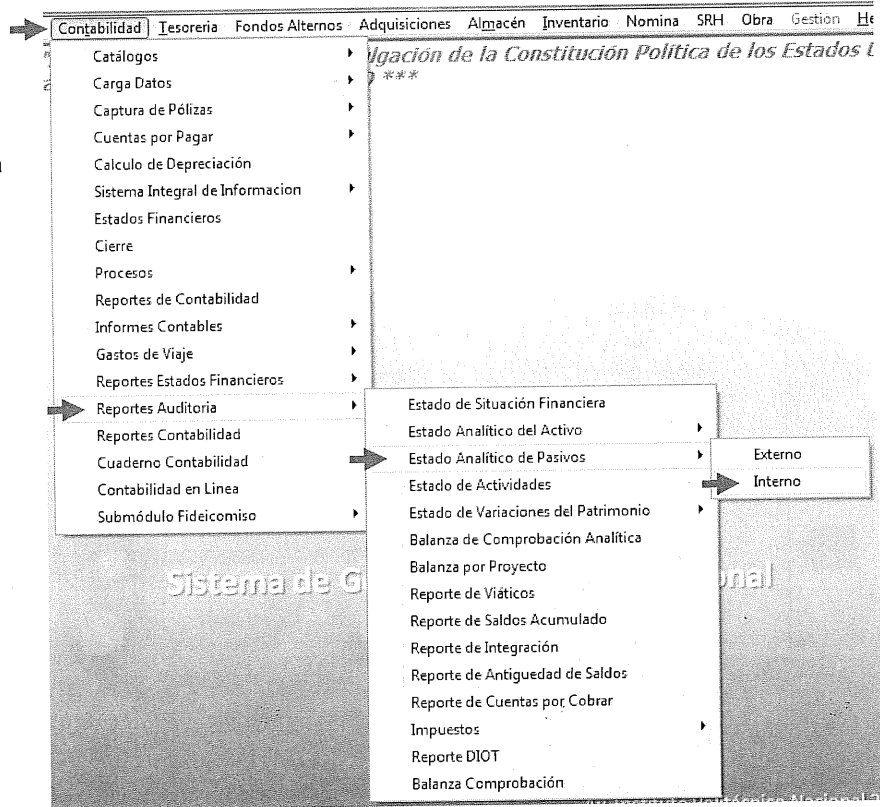 Contabilidad Tesoreria Fondos Alternos Adquisiciones Almacén Inventario Nomina SRH Obra Gestión
lgación de la Constitución Política de los Estados
***
Catálogos
Carga Datos
Captura de Pólizas
Cuentas por Pagar
Calculo de Depreciación
Sistema Integral de Informacion
Estados Financieros
Cierre
Procesos
Reportes de Contabilidad
Informes Contables
Gastos de Viaje
Reportes Estados Financieros
Reportes Auditoria
Reportes Contabilidad
Cuaderno Contabilidad
Contabilidad en Linea
Submódulo Fideicomiso
Estado de Situación Financiera
Estado Analítico del Activo
Estado Analítico de Pasivos
Estado de Actividades
Estado de Variaciones del Patrimonio
Balanza de Comprobación Analítica
Balanza por Proyecto
Reporte de Viáticos
Reporte de Saldos Acumulado
Reporte de Integración
Reporte de Antiguedad de Saldos
Reporte de Cuentas por Cobrar
Impuestos
Reporte DIOT
Balanza Comprobación
Externo
Interno
Sistema de G nal